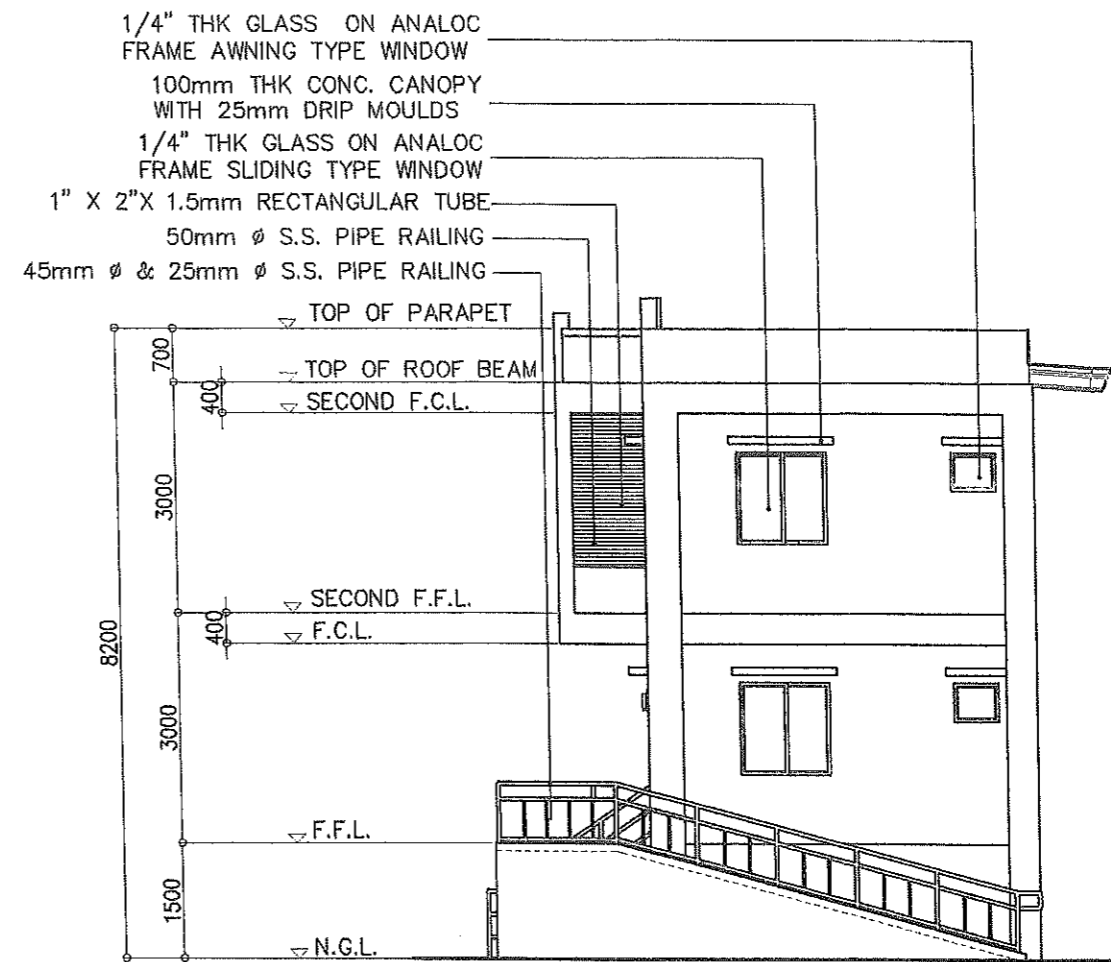 1/4" THK GLASS ON ANALOC
FRAME AWNING TYPE WINDOW
100mm THK CONC. CANOPY
WITH 25mm DRIP MOULDS
1/4" THK GLASS ON ANALOC
FRAME SLIDING TYPE WINDOW
1" X 2"X 1.5mm RECTANGULAR TUBE
50mm ø S.S. PIPE RAILING
45mm ø & 25mm ø S.S. PIPE RAILING
TOP OF PARAPET
700
TOP OF ROOF BEAM
400
SECOND F.C.L.
3000
SECOND F.F.L.
400
F.C.L.
8200
3000
F.F.L.
1500
N.G.L.